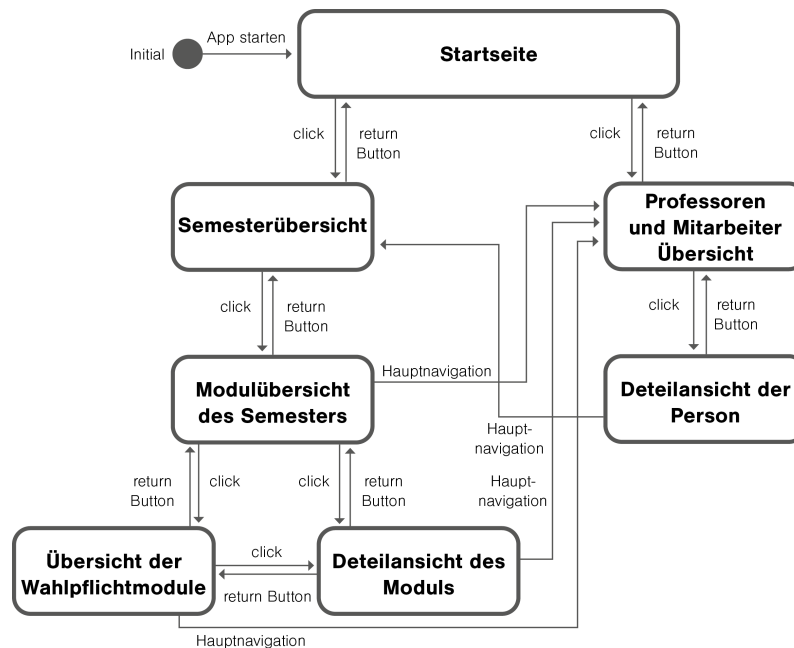 App starten
Initial
Startseite
click
return
Button
click
return
Button
Semesterübersicht
Professoren
und Mitarbeiter
Übersicht
click
return
Button
click
return
Button
Modulübersicht
des Semesters
Hauptnavigation
Deteilansicht der
Person
Haupt-
navigation
Haupt-
navigation
return
Button
click
click
return
Button
Übersicht der
Wahlpflichtmodule
click
return Button
Deteilansicht des
Moduls
Hauptnavigation